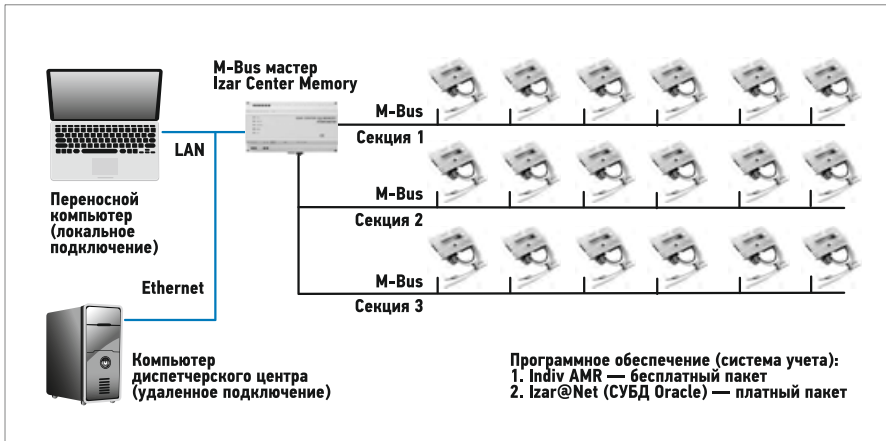 M-Bus мастер
Izar Center Memory
M-Bus
Секция 1
LAN
Переносной
компьютер
(локальное
подключение)
M-Bus
Секция 2
Ethernet
M-Bus
Секция 3
Компьютер
диспетчерского центра
(удаленное подключение)
Программное обеспечение (система учета):
1. Indiv AMR — бесплатный пакет
2. Izar@Net (СУБД Oracle) — платный пакет